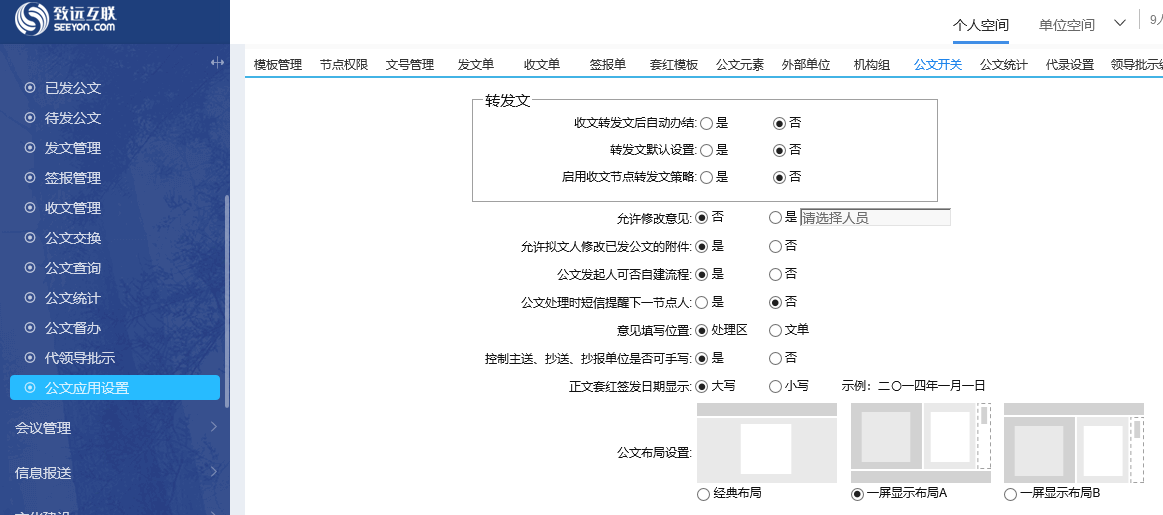 致远互联
SEEYON.COM
个人空间
单位空间
9人
已发公文
待发公文
发文管理
签报管理
收文管理
公文交换
公文查询
公文统计
公文督办
代领导批示
公文应用设置
会议管理
信息报送
模板管理 节点权限 文号管理 发文单 收文单 签报单 套红模板 公文元素 外部单位 机构组 公文开关 公文统计 代录设置 领导批示
转发文
收文转发文后自动办结: 是 否
转发文默认设置: 是 否
启用收文节点转发文策略: 是 否
允许修改意见: 否 是 请选择人员
允许拟文人修改已发公文的附件: 是 否
公文发起人可否自建流程: 是 否
公文处理时短信提醒下一节点人: 是 否
意见填写位置: 处理区 文单
控制主送、抄送、抄报单位是否可手写: 是 否
正文套红签发日期显示: 大写 小写 示例：二〇一四年一月一日
公文布局设置:
经典布局 一屏显示布局A 一屏显示布局B